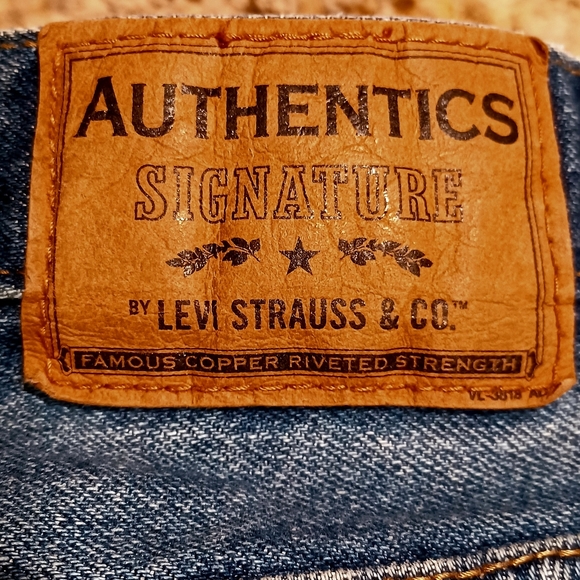 AUTHENTICS
SIGNATURE
BY LEVI STRAUSS & CO.™
FAMOUS COPPER RIVETED STRENGTH